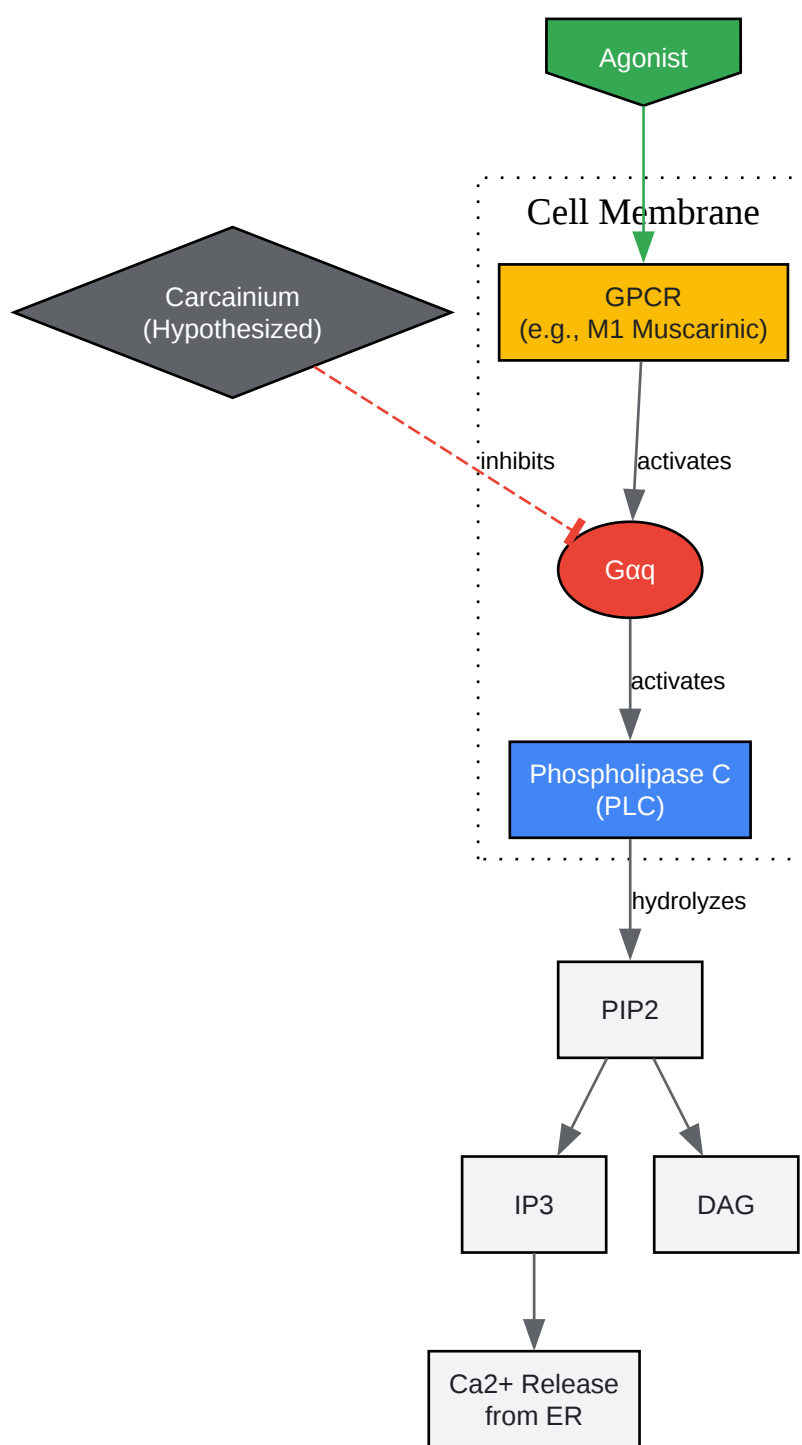 Agonist
Cell Membrane
Carcainium
(Hypothesized)
GPCR
(e.g., M1 Muscarinic)
inhibits
activates
Gαq
activates
Phospholipase C
(PLC)
hydrolyzes
PIP2
IP3
DAG
Ca2+ Release
from ER